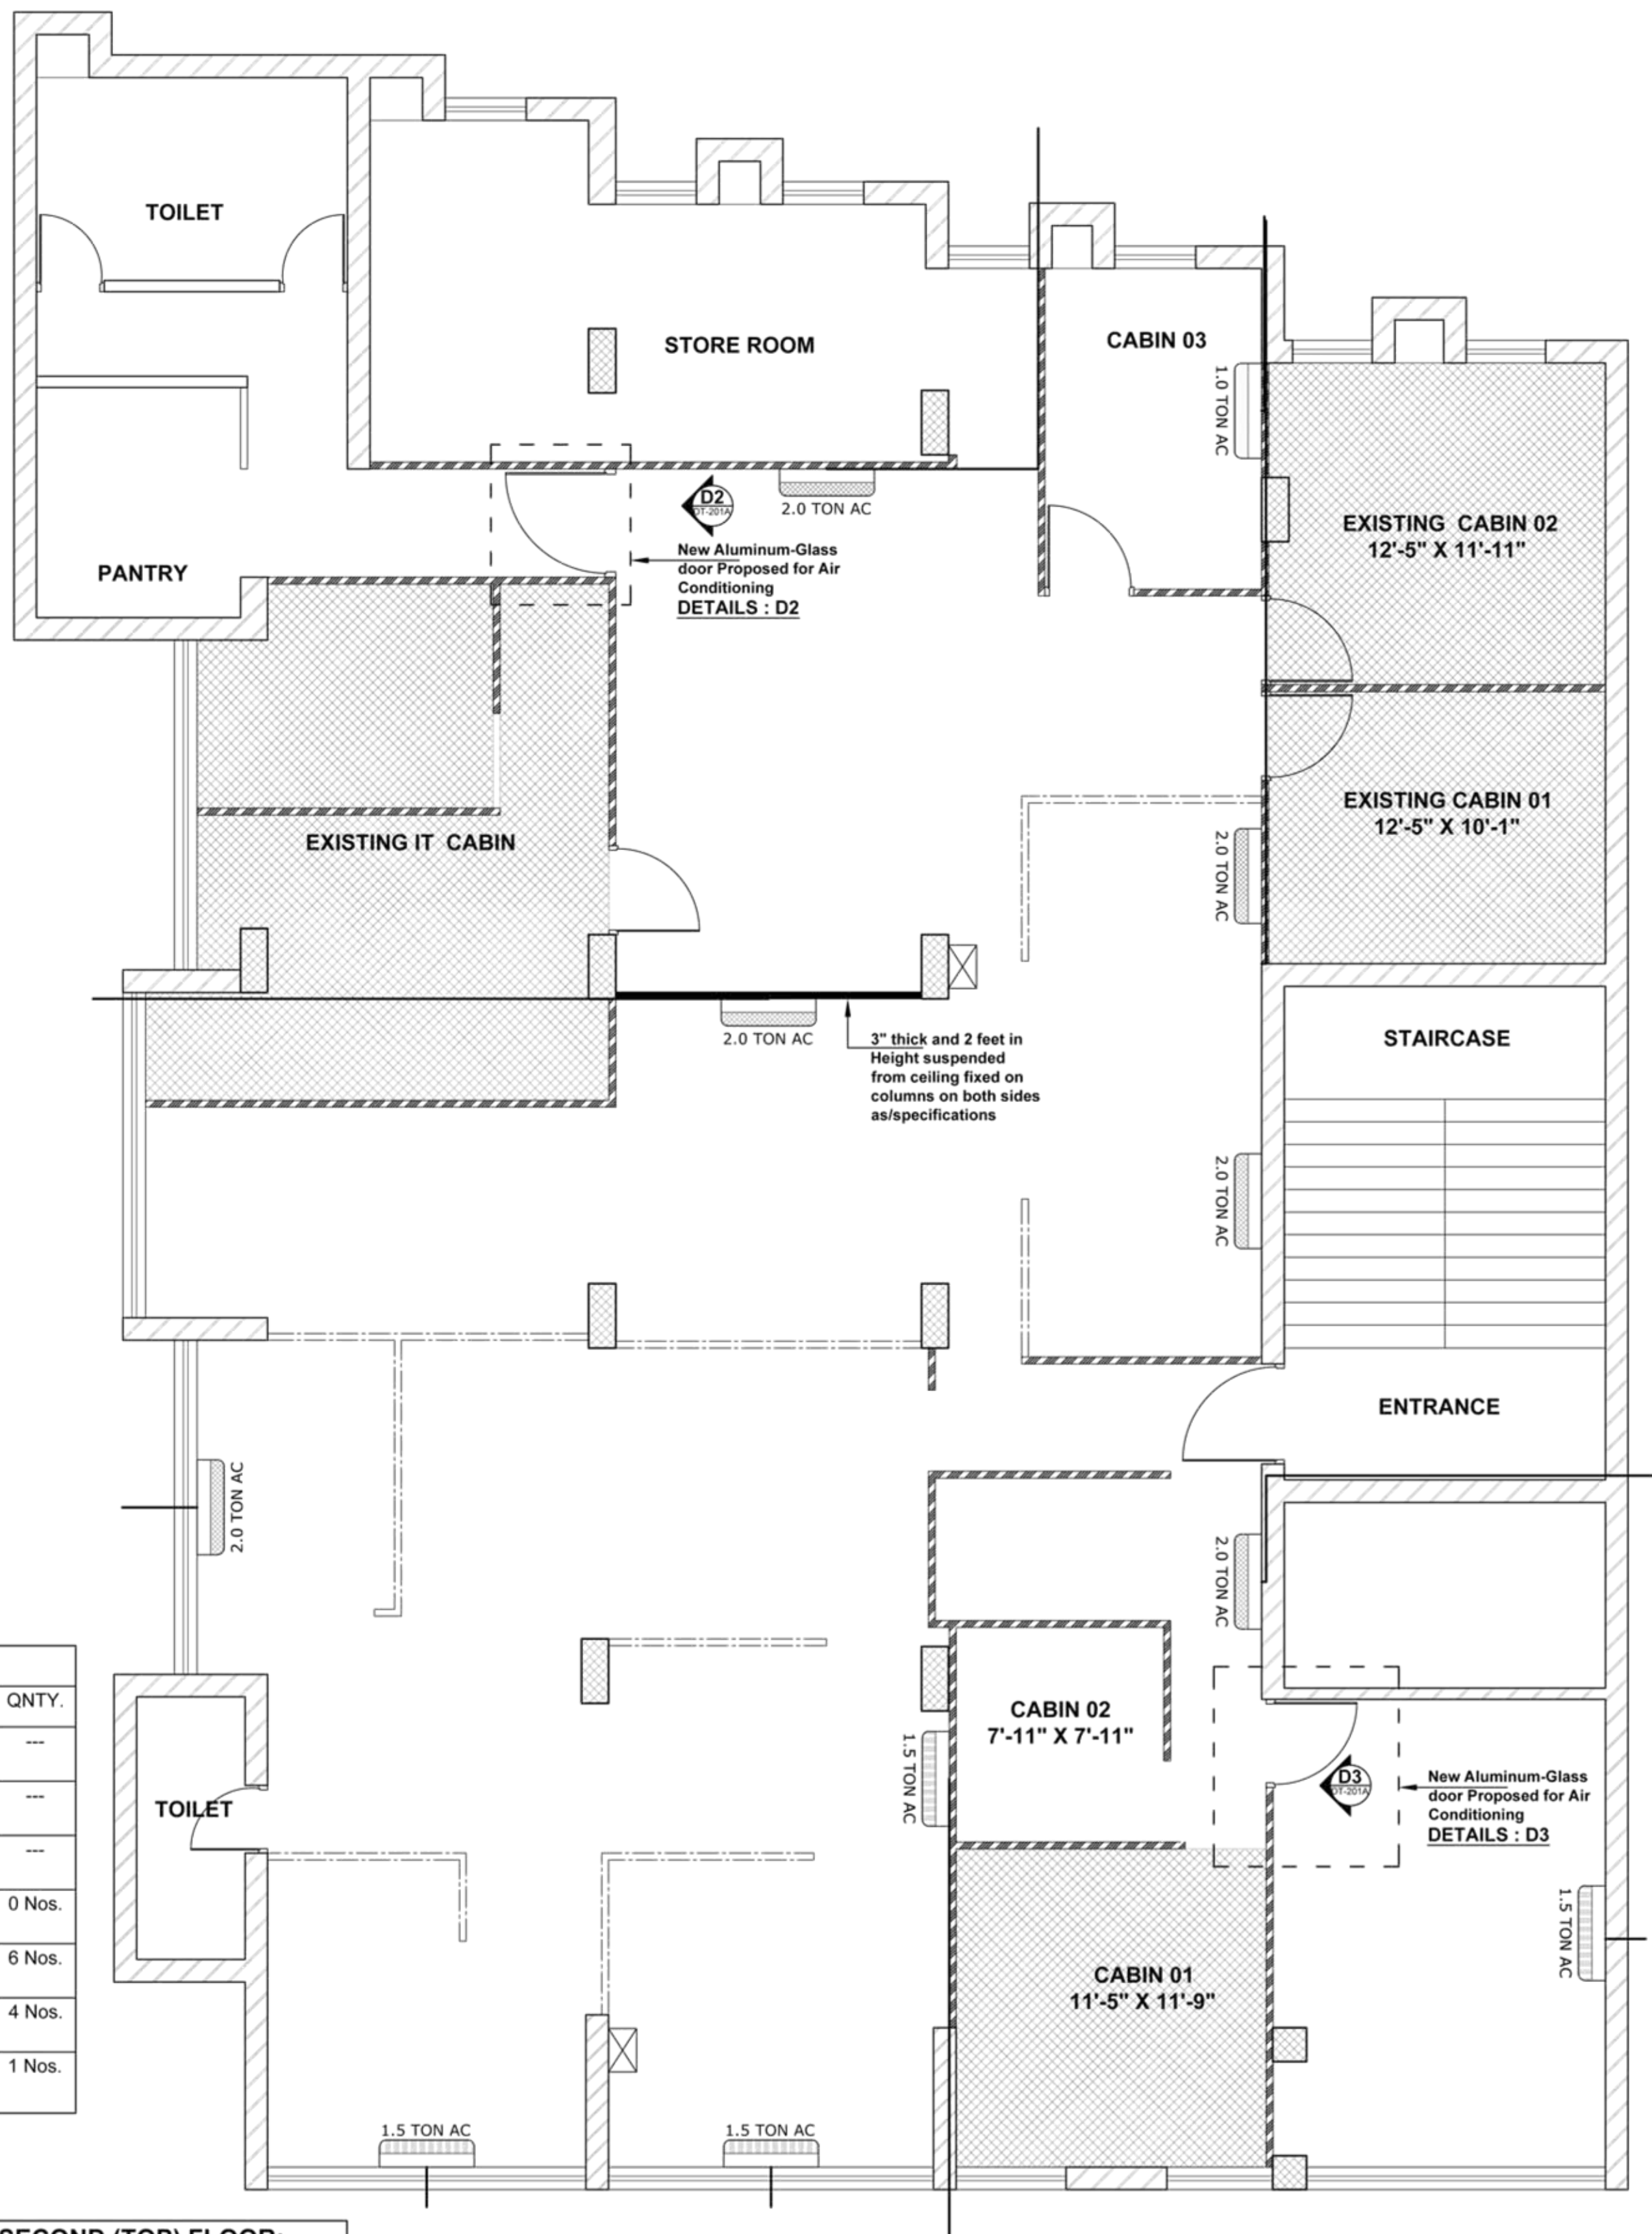 TOILET
STORE ROOM
CABIN 03
1.0 TON AC
EXISTING  CABIN 02
12'-5" X 11'-11"
D2
DT-201A
2.0 TON AC
New Aluminum-Glass
door Proposed for Air
Conditioning
DETAILS : D2
PANTRY
EXISTING CABIN 01
12'-5" X 10'-1"
EXISTING IT  CABIN
2.0 TON AC
2.0 TON AC
3" thick and 2 feet in
Height suspended
from ceiling fixed on
columns on both sides
as/specifications
STAIRCASE
2.0 TON AC
ENTRANCE
2.0 TON AC
2.0 TON AC
CABIN 02
7'-11" X 7'-11"
1.5 TON AC
D3
DT-201A
New Aluminum-Glass
door Proposed for Air
Conditioning
DETAILS : D3
TOILET
QNTY.
---
---
---
0 Nos.
6 Nos.
4 Nos.
1 Nos.
1.5 TON AC
CABIN 01
11'-5" X 11'-9"
1.5 TON AC
1.5 TON AC
SECOND (TOP) FLOOR: